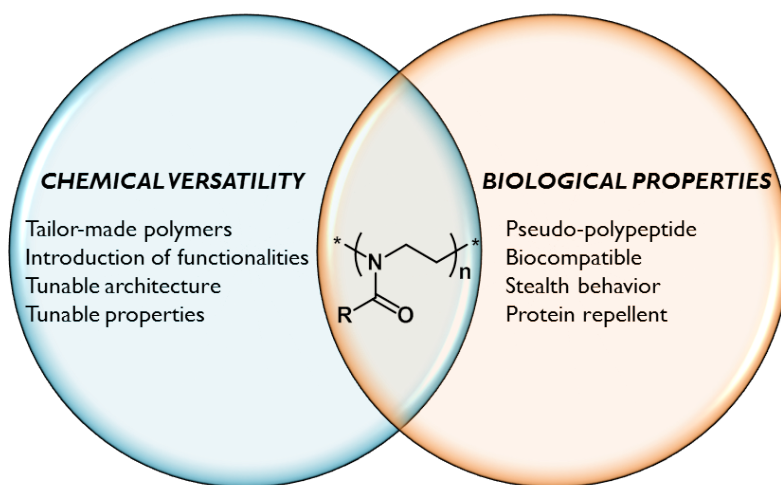 CHEMICAL VERSATILITY
Tailor-made polymers
Introduction of functionalities
Tunable architecture
Tunable properties
* N n *
R O
BIOLOGICAL PROPERTIES
Pseudo-polypeptide
Biocompatible
Stealth behavior
Protein repellent